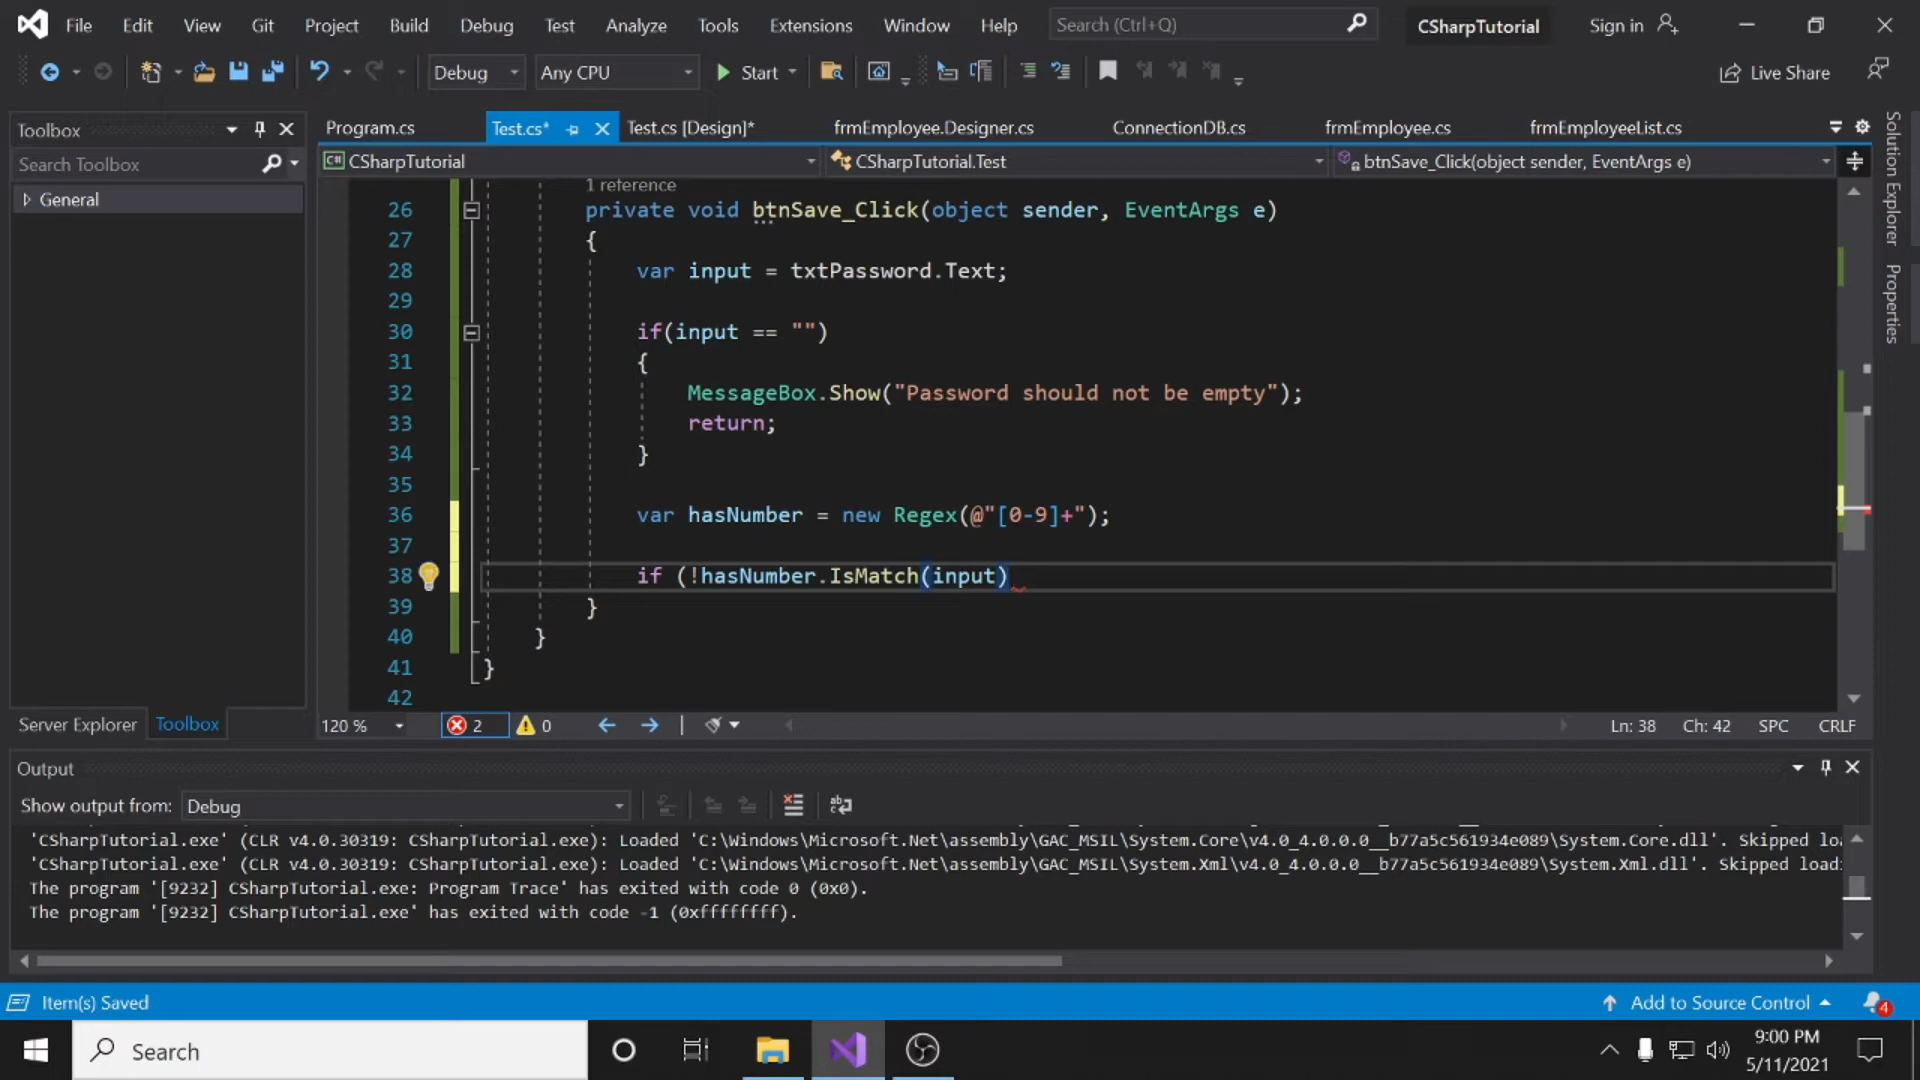 File Edit View Git Project Build Debug Test Analyze Tools Extensions Window Help Search (Ctrl+Q) CSharpTutorial Sign in
Debug Any CPU Start Live Share
Toolbox
Search Toolbox
General
Server Explorer Toolbox
Program.cs Test.cs* Test.cs [Design]* frmEmployee.Designer.cs ConnectionDB.cs frmEmployee.cs frmEmployeeList.cs
C# CSharpTutorial CSharpTutorial.Test btnSave_Click(object sender, EventArgs e)
1 reference
26 private void btnSave_Click(object sender, EventArgs e)
27 {
28 var input = txtPassword.Text;
29
30 if(input == "")
31 {
32 MessageBox.Show("Password should not be empty");
33 return;
34 }
35
36 var hasNumber = new Regex(@"[0-9]+");
37
38 if (!hasNumber.IsMatch(input)
39 }
40 }
41 }
42
120 % 2 0 Ln: 38 Ch: 42 SPC CRLF
Solution Explorer
Properties
Output
Show output from: Debug
'CSharpTutorial.exe' (CLR v4.0.30319: CSharpTutorial.exe): Loaded 'C:\Windows\Microsoft.Net\assembly\GAC_MSIL\System.Core\v4.0_4.0.0.0__b77a5c561934e089\System.Core.dll'. Skipped loa
'CSharpTutorial.exe' (CLR v4.0.30319: CSharpTutorial.exe): Loaded 'C:\Windows\Microsoft.Net\assembly\GAC_MSIL\System.Xml\v4.0_4.0.0.0__b77a5c561934e089\System.Xml.dll'. Skipped loadi
The program '[9232] CSharpTutorial.exe: Program Trace' has exited with code 0 (0x0).
The program '[9232] CSharpTutorial.exe' has exited with code -1 (0xffffffff).
Item(s) Saved Add to Source Control 4
Search
9:00 PM
5/11/2021